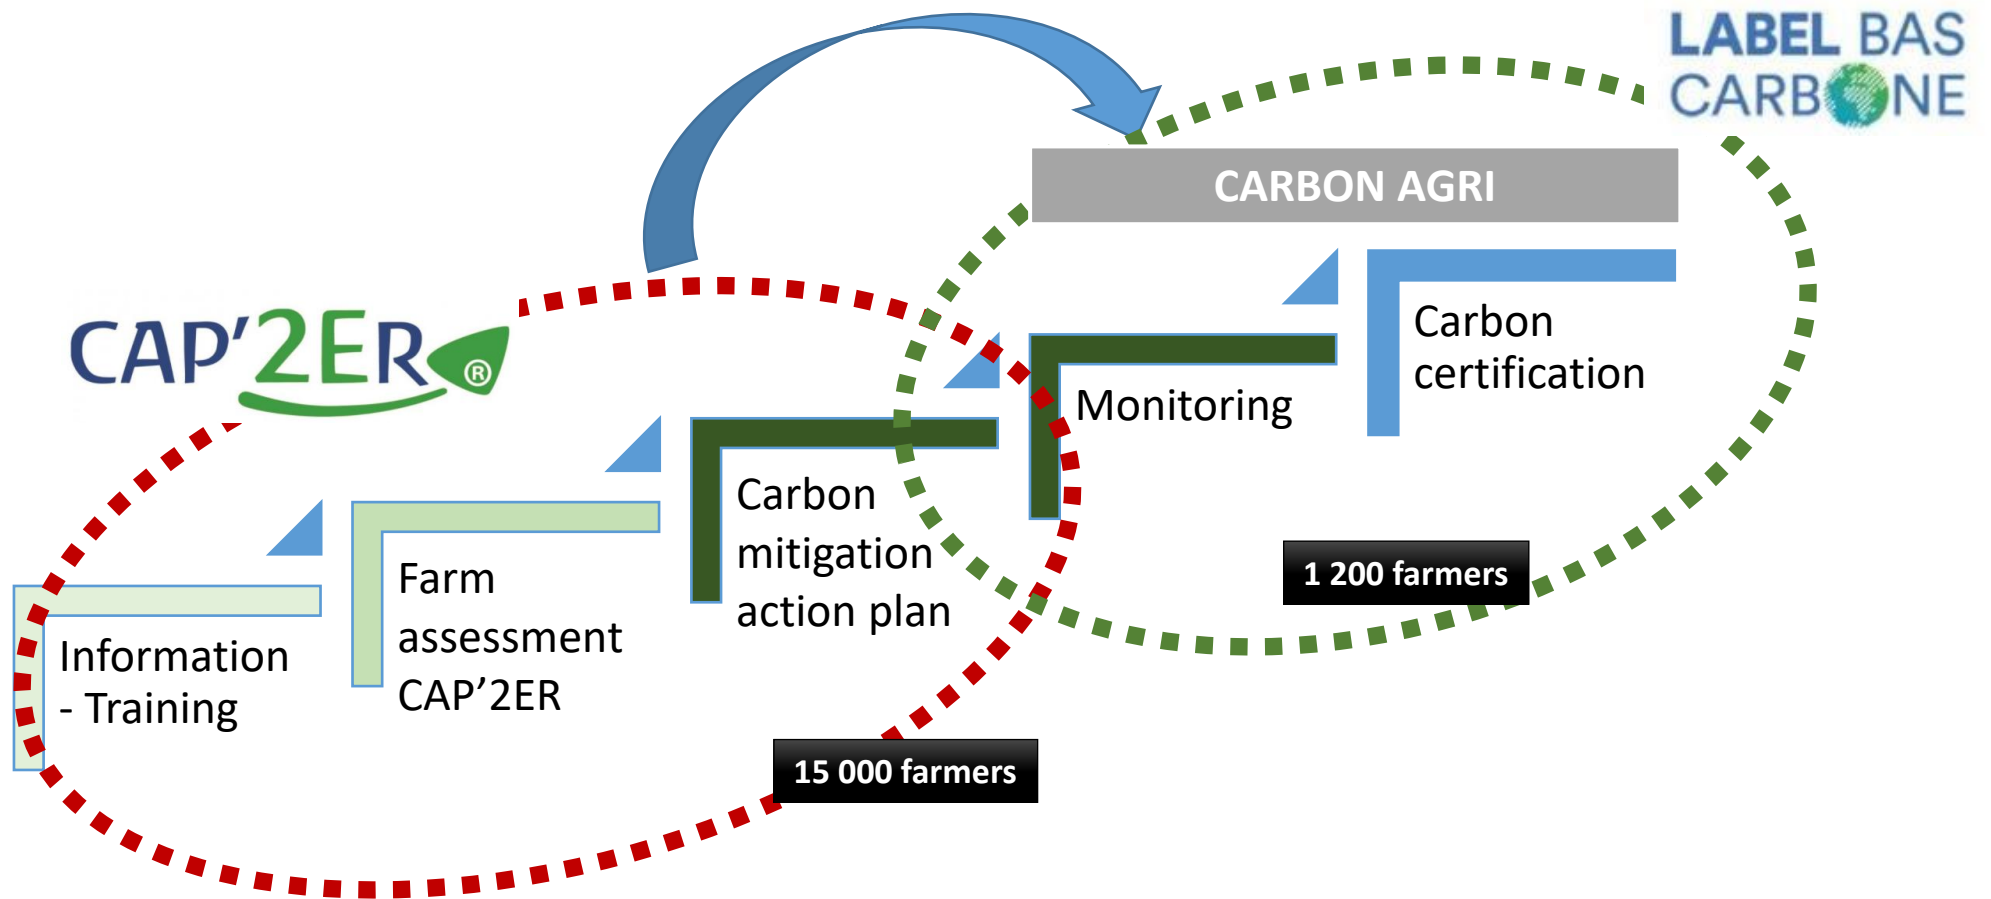 LABEL BAS
CARBONE
CARBON AGRI
CAP'2ER®
Carbon
certification
Monitoring
Carbon
mitigation
action plan
1 200 farmers
Farm
assessment
CAP’2ER
Information
- Training
15 000 farmers